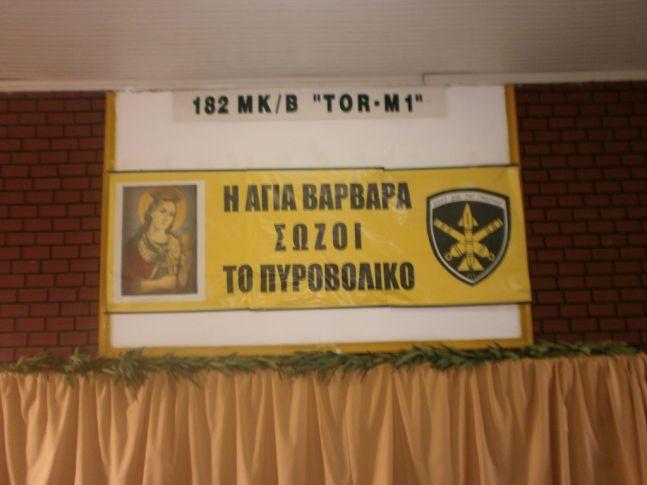 182 ΜΚ/Β "TOR-M1"
Η ΑΓΙΑ ΒΑΡΒΑΡΑ
ΣΩΖΟΙ
ΤΟ ΠΥΡΟΒΟΛΙΚΟ